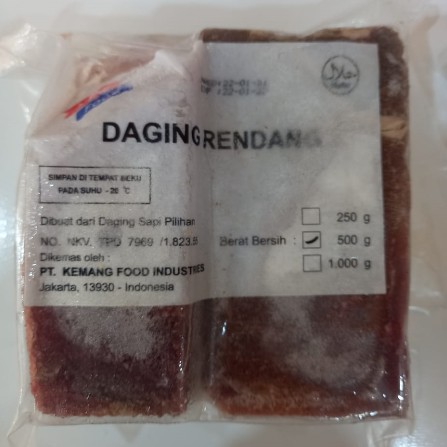 DAGING RENDANG
SIMPAN DI TEMPAT BEKU
PADA SUHU - 20 °C
Dibuat dari Daging Sapi Pilihan
250 g
NO. NKV. TPD 7969 /1.823.B
Berat Bersih : 500 g
Dikemas oleh :
1.000 g
PT. KEMANG FOOD INDUSTRIES
Jakarta, 13930 - Indonesia